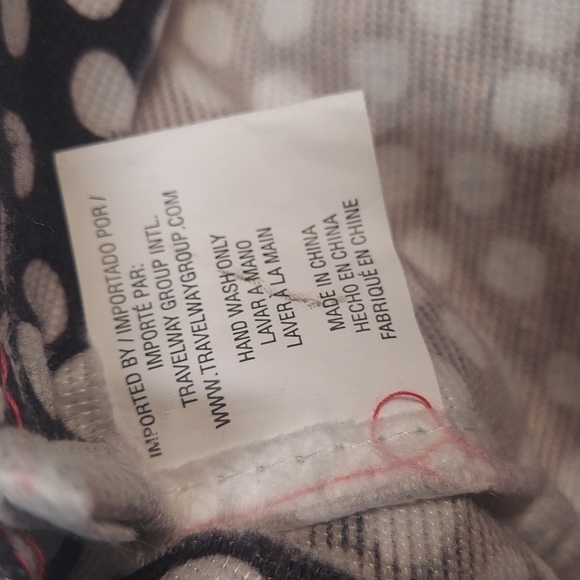 IMPORTED BY / IMPORTADO POR /
IMPORTÉ PAR:
TRAVELWAY GROUP INTL.
WWW.TRAVELWAYGROUP.COM
HAND WASH ONLY
LAVAR A MANO
LAVER A LA MAIN
MADE IN CHINA
HECHO EN CHINA
FABRIQUÉ EN CHINE